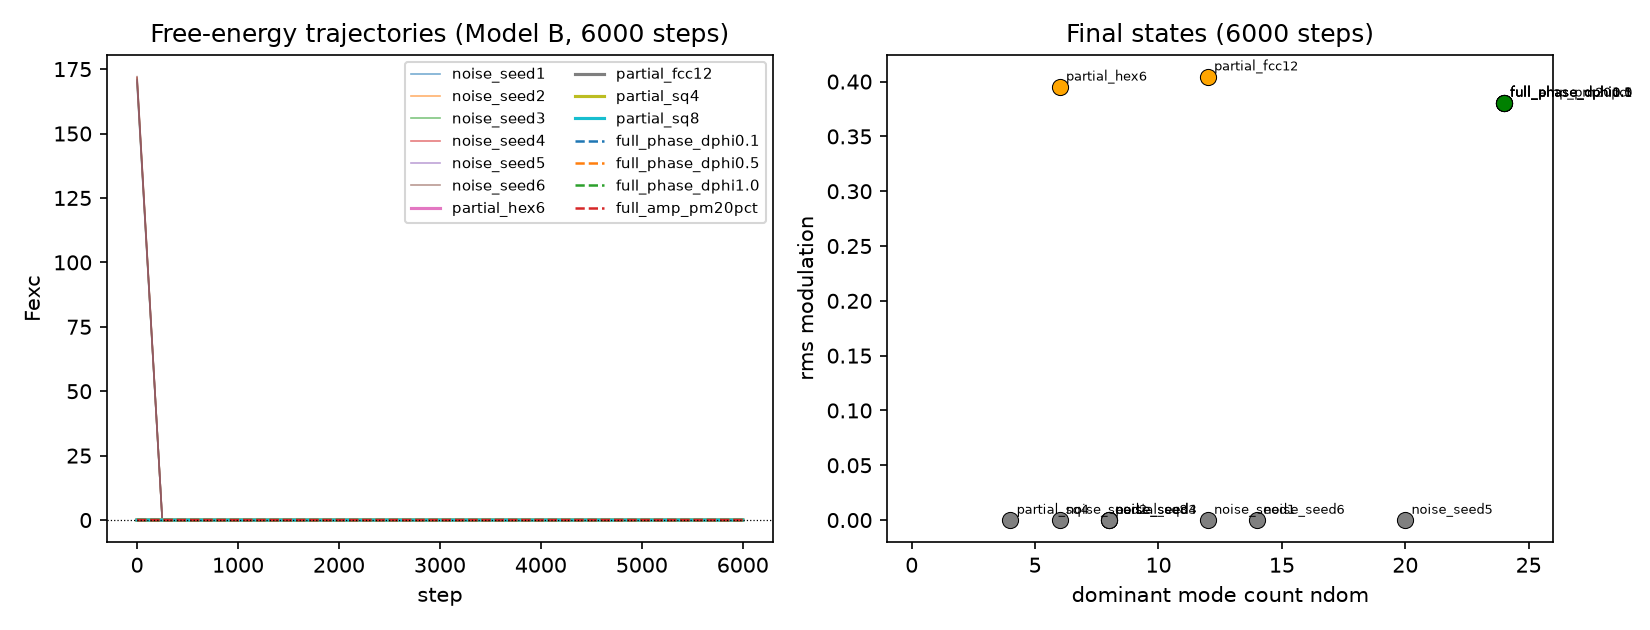 Free-energy trajectories (Model B, 6000 steps)
175
150
125
100
75
50
25
0
Fexc
0 1000 2000 3000 4000 5000 6000
step
noise_seed1
noise_seed2
noise_seed3
noise_seed4
noise_seed5
noise_seed6
partial_hex6
partial_fcc12
partial_sq4
partial_sq8
full_phase_dphi0.1
full_phase_dphi0.5
full_phase_dphi1.0
full_amp_pm20pct
Final states (6000 steps)
0.40
0.35
0.30
0.25
0.20
0.15
0.10
0.05
0.00
rms modulation
partial_hex6
partial_fcc12
noise_seed6
noise_seed5
0 5 10 15 20 25
dominant mode count ndom